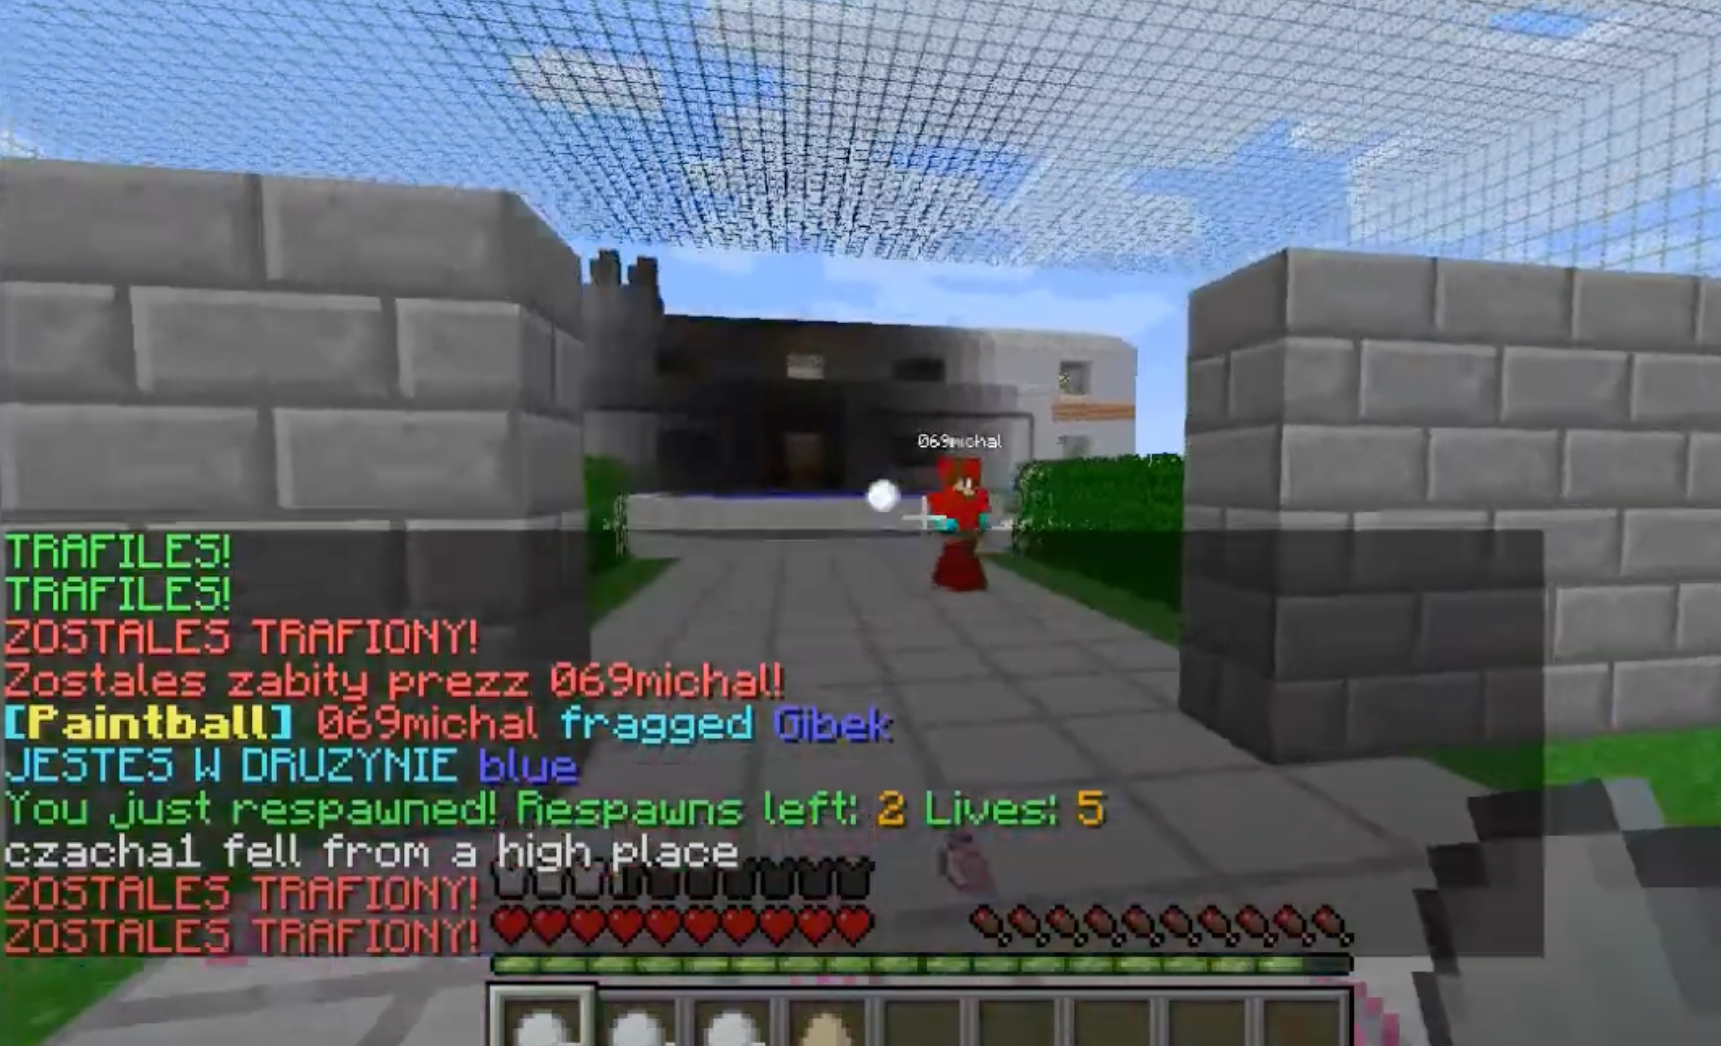 069michal
TRAFILES!
TRAFILES!
ZOSTALES TRAFIONY!
Zostales zabity prezz 069michal!
[Paintball] 069michal fragged Gibek
JESTES W DRUZYNIE blue
You just respawned! Respawns left: 2 Lives: 5
czacha1 fell from a high place
ZOSTALES TRAFIONY!
ZOSTALES TRAFIONY!